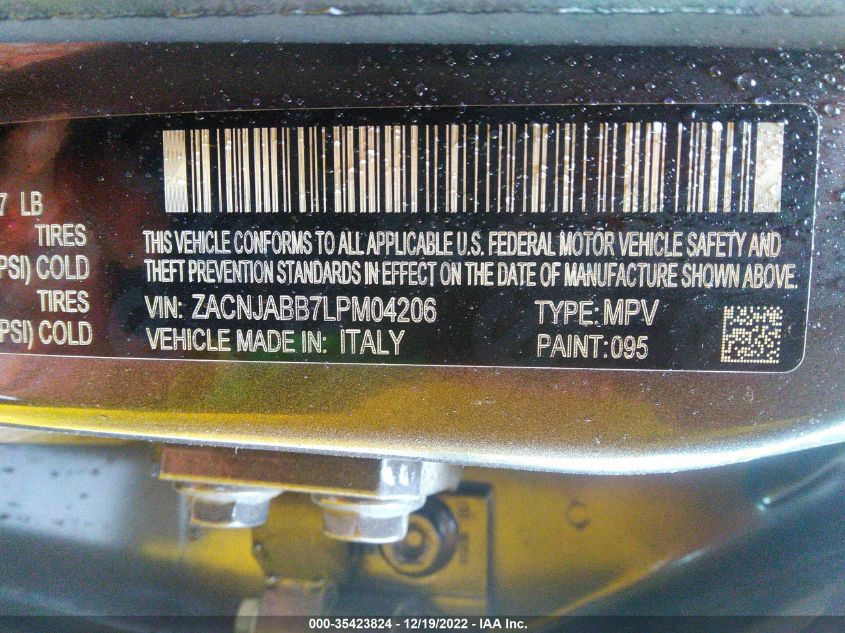 7 LB
TIRES
PSI) COLD
TIRES
PSI) COLD
THIS VEHICLE CONFORMS TO ALL APPLICABLE U.S. FEDERAL MOTOR VEHICLE SAFETY AND
THEFT PREVENTION STANDARDS IN EFFECT ON THE DATE OF MANUFACTURE SHOWN ABOVE.
VIN: ZACNJABB7LPM04206 TYPE: MPV
VEHICLE MADE IN: ITALY PAINT: 095
000-35423824 - 12/19/2022 - IAA Inc.